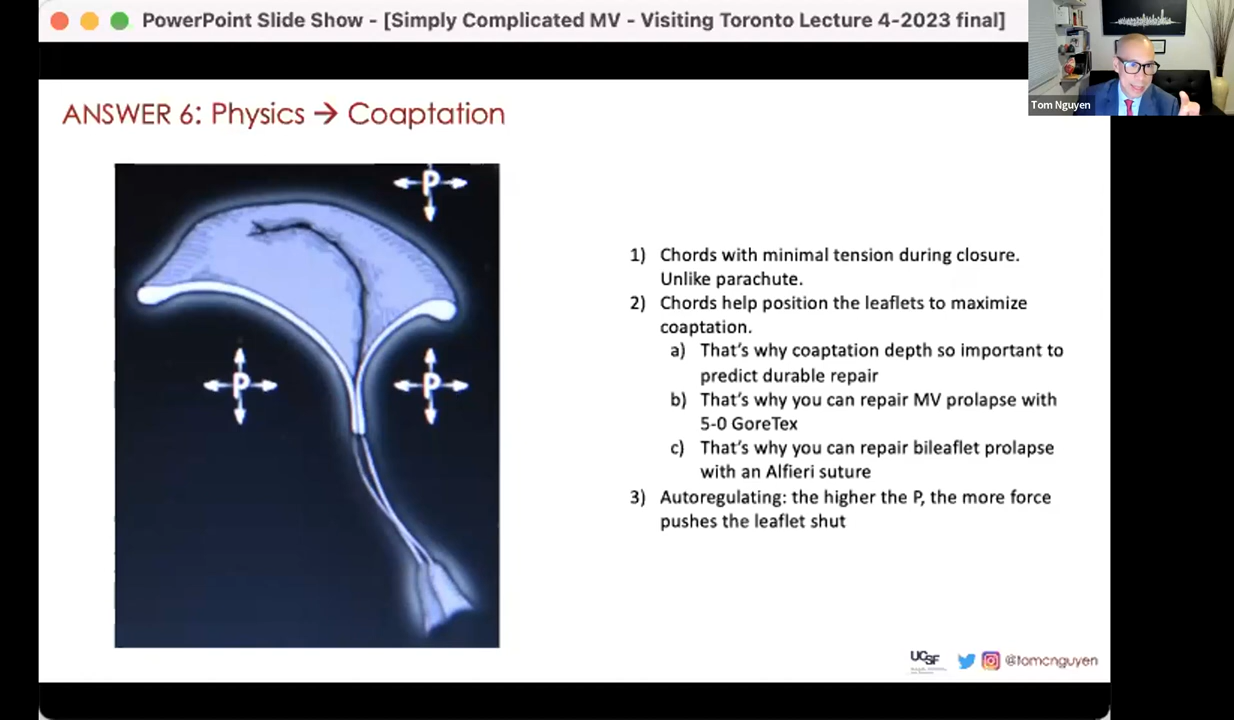 PowerPoint Slide Show - [Simply Complicated MV - Visiting Toronto Lecture 4-2023 final]
Tom Nguyen
ANSWER 6: Physics → Coaptation
P
P
P
1) Chords with minimal tension during closure.
Unlike parachute.
2) Chords help position the leaflets to maximize
coaptation.
a) That's why coaptation depth so important to
predict durable repair
b) That's why you can repair MV prolapse with
5-0 GoreTex
c) That's why you can repair bileaflet prolapse
with an Alfieri suture
3) Autoregulating: the higher the P, the more force
pushes the leaflet shut
UCSF
@tomcnguyen